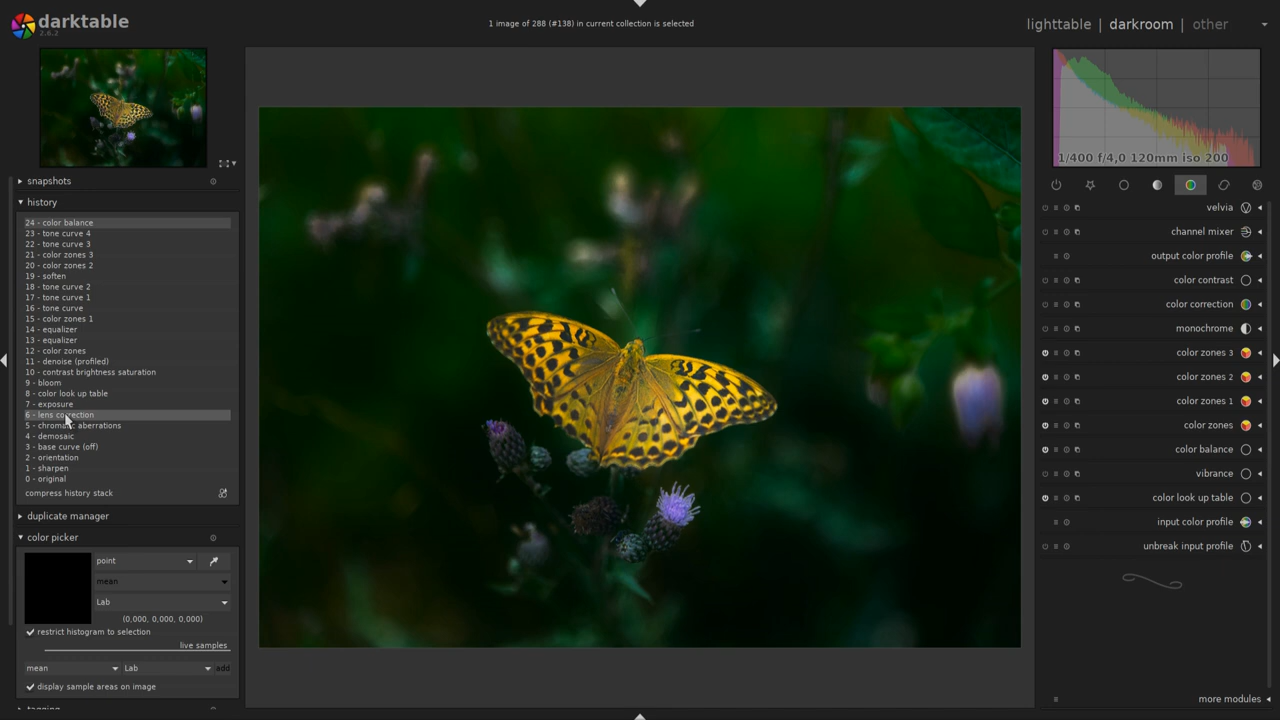 darktable
2.6.2
1 image of 288 (#138) in current collection is selected
lighttable | darkroom | other
1/400 f/4,0 120mm iso 200
snapshots
history
24 - color balance
23 - tone curve 4
22 - tone curve 3
21 - color zones 3
20 - color zones 2
19 - soften
18 - tone curve 2
17 - tone curve 1
16 - tone curve
15 - color zones 1
14 - equalizer
13 - equalizer
12 - color zones
11 - denoise (profiled)
10 - contrast brightness saturation
9 - bloom
8 - color look up table
7 - exposure
6 - lens correction
5 - chromatic aberrations
4 - demosaic
3 - base curve (off)
2 - orientation
1 - sharpen
0 - original
compress history stack
duplicate manager
color picker
point
mean
Lab
(0,000, 0,000, 0,000)
restrict histogram to selection
live samples
mean Lab add
display sample areas on image
tagging
velvia
channel mixer
output color profile
color contrast
color correction
monochrome
color zones 3
color zones 2
color zones 1
color zones
color balance
vibrance
color look up table
input color profile
unbreak input profile
more modules